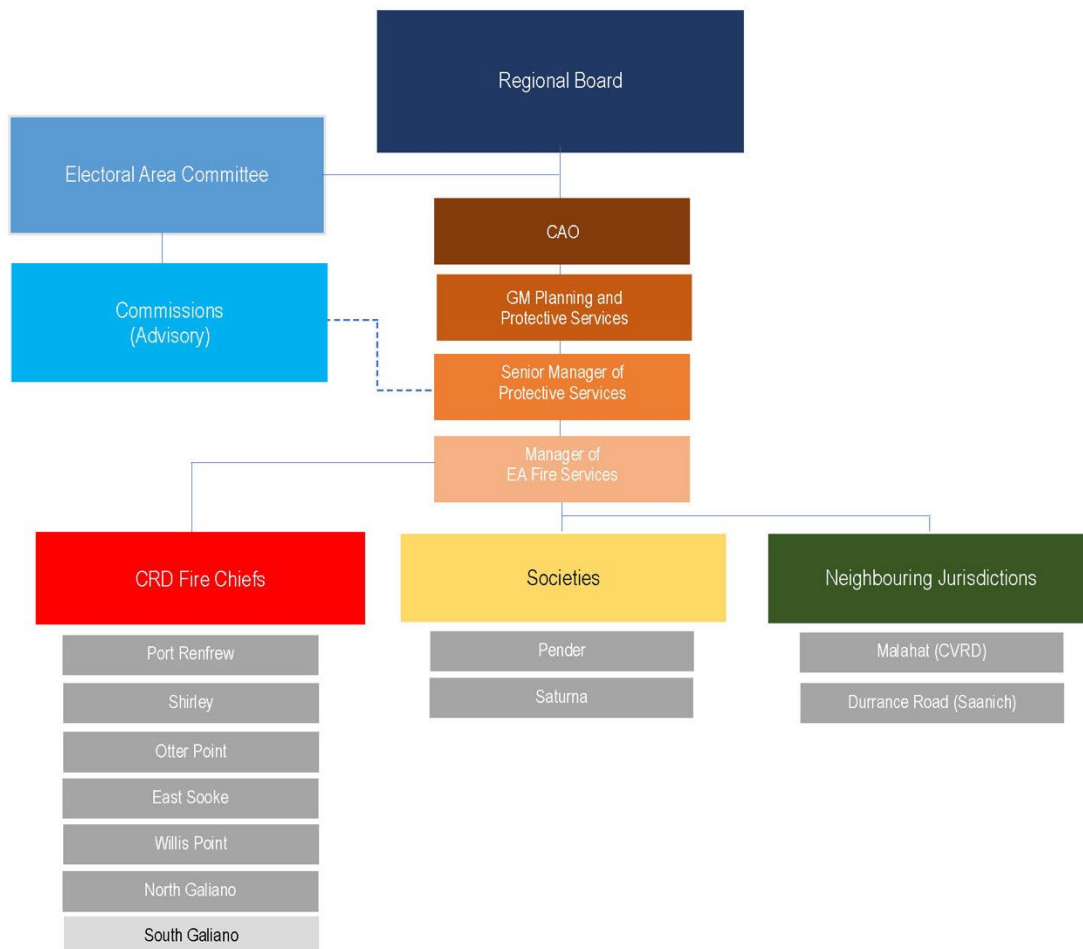 Regional Board
Electoral Area Committee
CAO
Commissions
(Advisory)
GM Planning and
Protective Services
Senior Manager of
Protective Services
Manager of
EA Fire Services
CRD Fire Chiefs
Port Renfrew
Shirley
Otter Point
East Sooke
Willis Point
North Galiano
South Galiano
Societies
Pender
Saturna
Neighbouring Jurisdictions
Malahat (CVRD)
Durrance Road (Saanich)